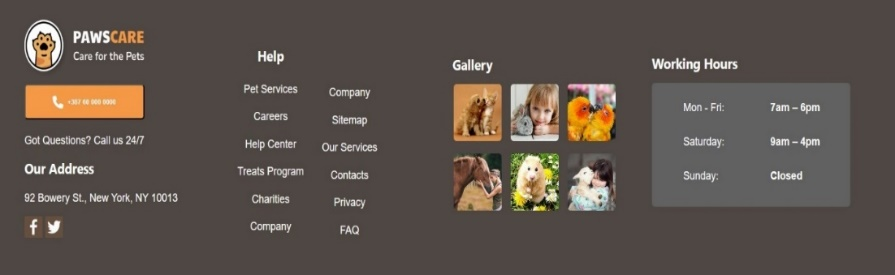 PAWSCARE
Care for the Pets
Got Questions? Call us 24/7
Our Address
92 Bowery St., New York, NY 10013
Help
Pet Services
Careers
Help Center
Treats Program
Charities
Company
Company
Sitemap
Our Services
Contacts
Privacy
FAQ
Gallery
Working Hours
Mon - Fri: 7am – 6pm
Saturday: 9am – 4pm
Sunday: Closed